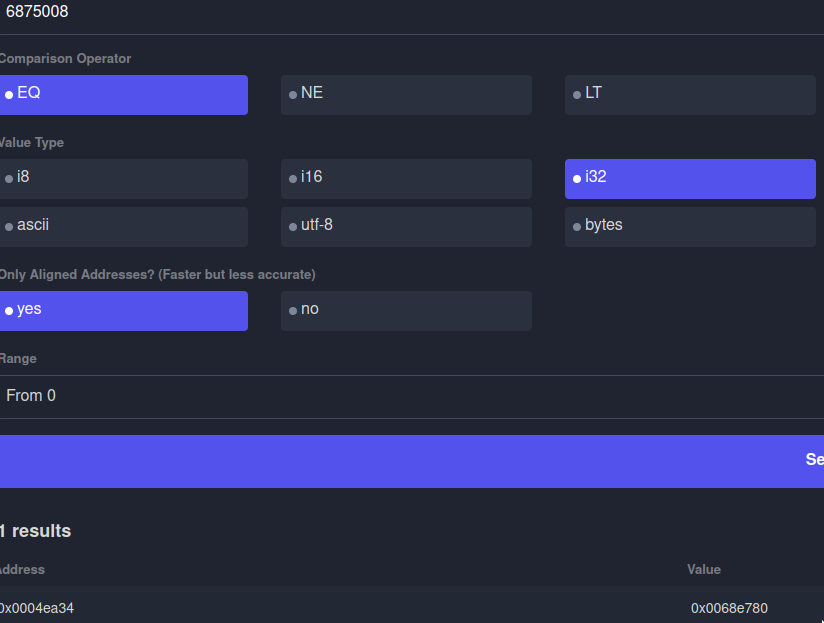 6875008
Comparison Operator
EQ NE LT
Value Type
i8 i16 i32
ascii utf-8 bytes
Only Aligned Addresses? (Faster but less accurate)
yes no
Range
From 0
Se
1 results
Address Value
0x0004ea34 0x0068e780